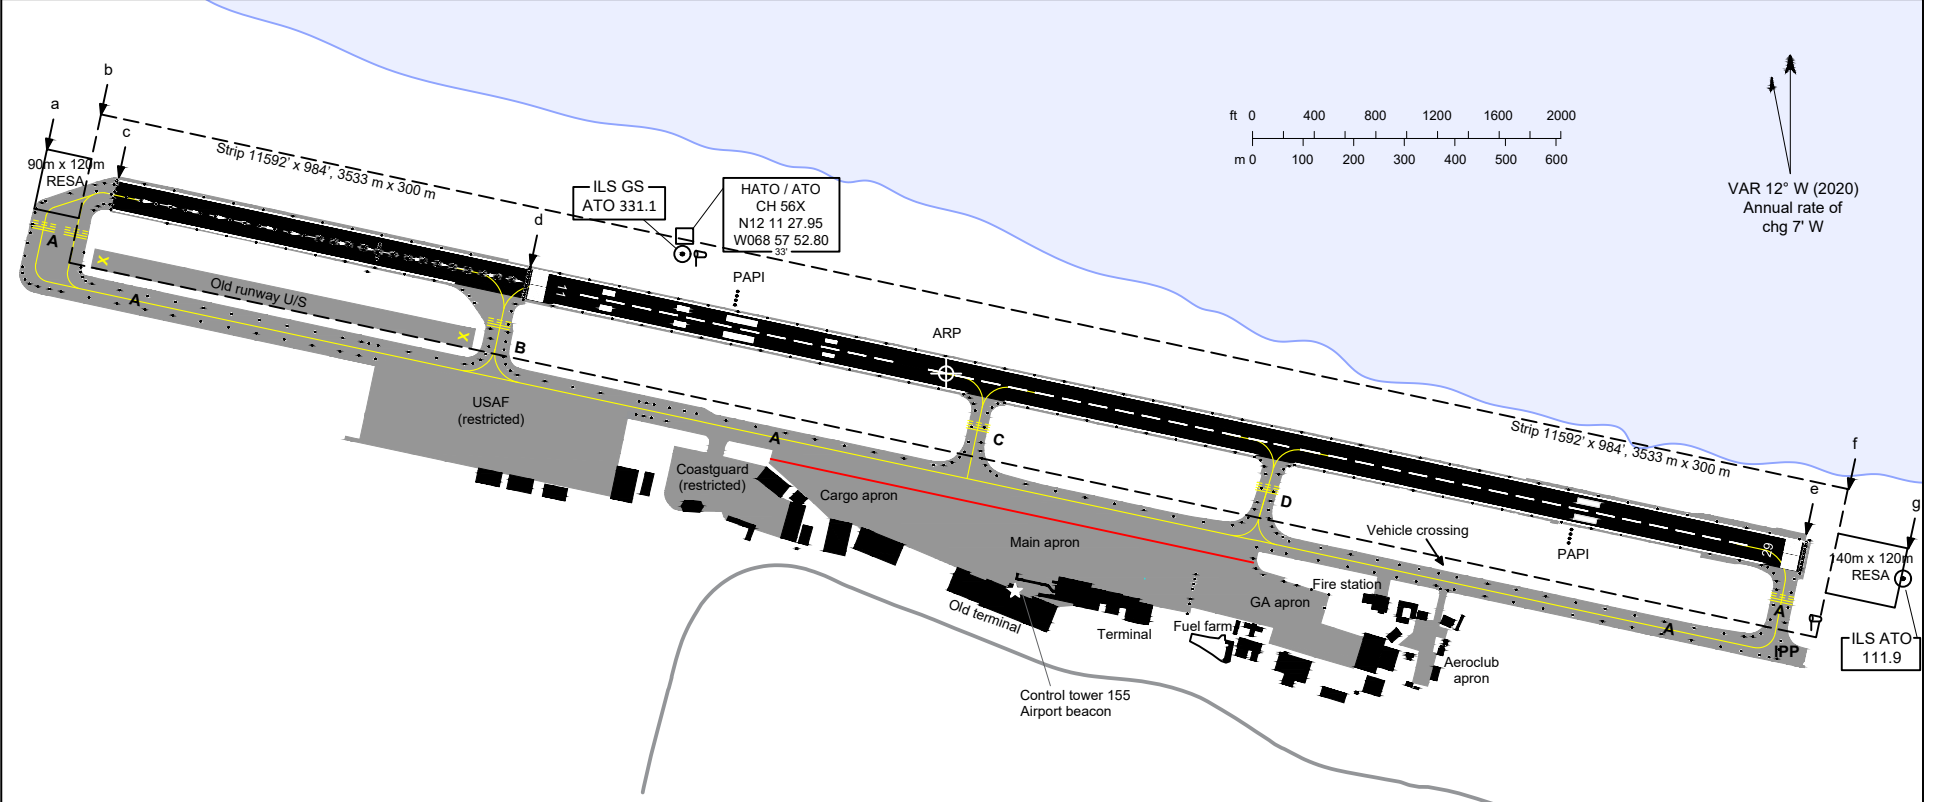 b
a
c
90m x 120m
RESA
Strip 11592' x 984', 3533 m x 300 m
ILS GS
ATO 331.1
HATO / ATO
CH 56X
N12 11 27.95
W068 57 52.80
33'
d
PAPI
ARP
ft 0 400 800 1200 1600 2000
m 0 100 200 300 400 500 600
VAR 12° W (2020)
Annual rate of
chg 7' W
A
A
Old runway U/S
X
X
B
USAF
(restricted)
A
C
Coastguard
(restricted)
Cargo apron
Main apron
D
Strip 11592' x 984', 3533 m x 300 m
Vehicle crossing
PAPI
29
e
f
g
140m x 120m
RESA
ILS ATO
111.9
Old terminal
Terminal
Fuel farm
GA apron
Fire station
Aeroclub
apron
A
A
IPP
Control tower 155
Airport beacon